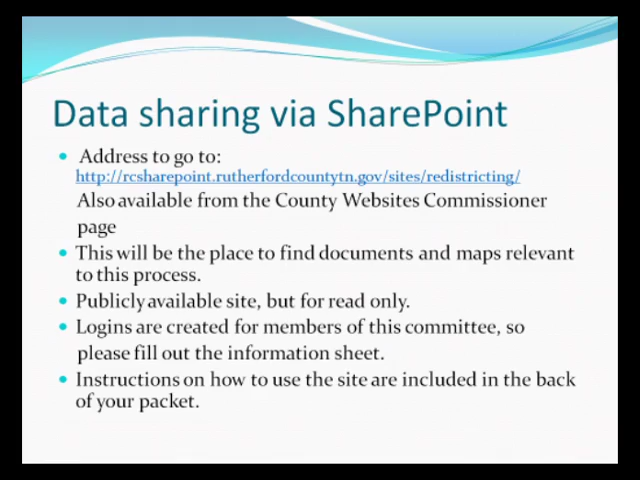 Data sharing via SharePoint
Address to go to:
http://rcsharepoint.rutherfordcountytn.gov/sites/redistricting/
Also available from the County Websites Commissioner
page
This will be the place to find documents and maps relevant
to this process.
Publicly available site, but for read only.
Logins are created for members of this committee, so
please fill out the information sheet.
Instructions on how to use the site are included in the back
of your packet.